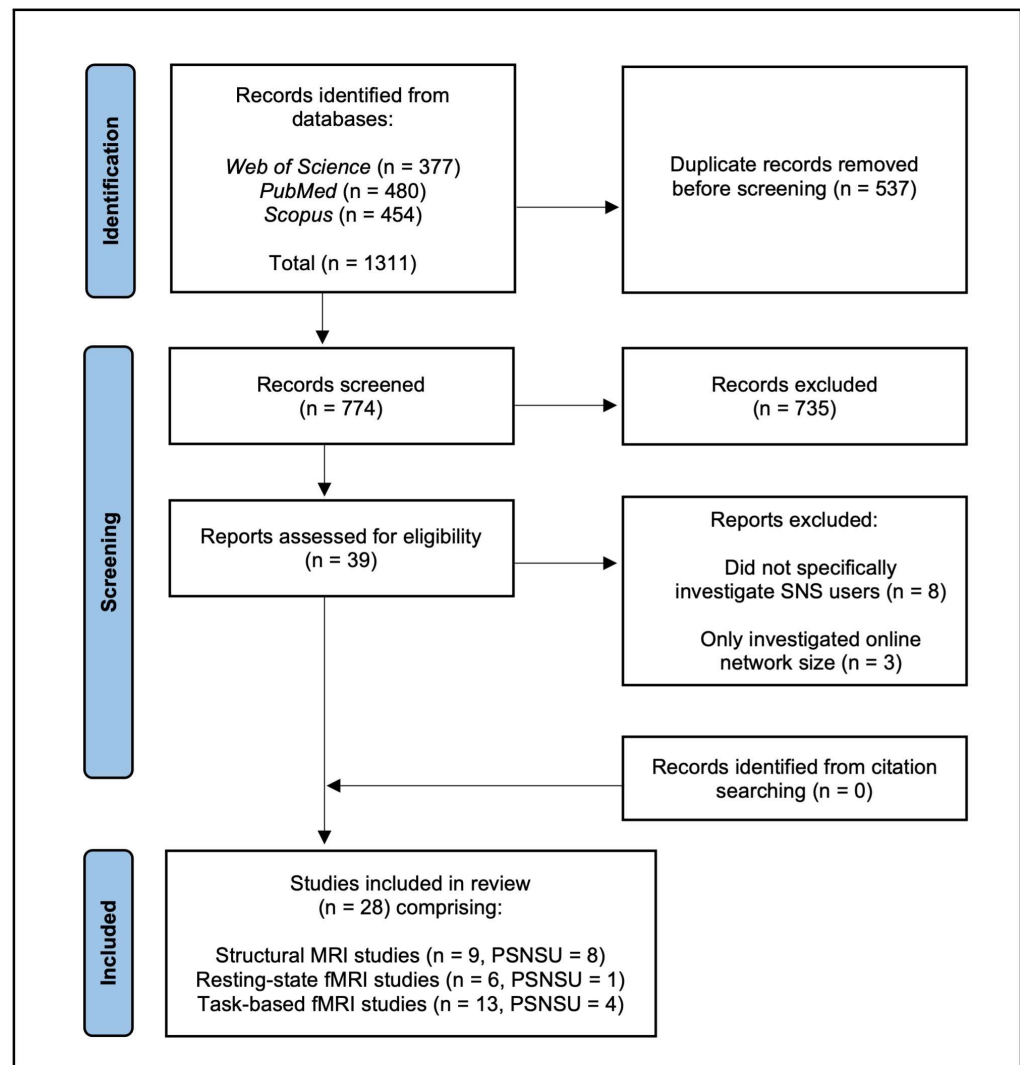 Identification
Records identified from
databases:
Web of Science (n = 377)
PubMed (n = 480)
Scopus (n = 454)
Total (n = 1311)
Duplicate records removed
before screening (n = 537)
Screening
Records screened
(n = 774)
Records excluded
(n = 735)
Reports assessed for eligibility
(n = 39)
Reports excluded:
Did not specifically
investigate SNS users (n = 8)
Only investigated online
network size (n = 3)
Records identified from citation
searching (n = 0)
Included
Studies included in review
(n = 28) comprising:
Structural MRI studies (n = 9, PSNSU = 8)
Resting-state fMRI studies (n = 6, PSNSU = 1)
Task-based fMRI studies (n = 13, PSNSU = 4)